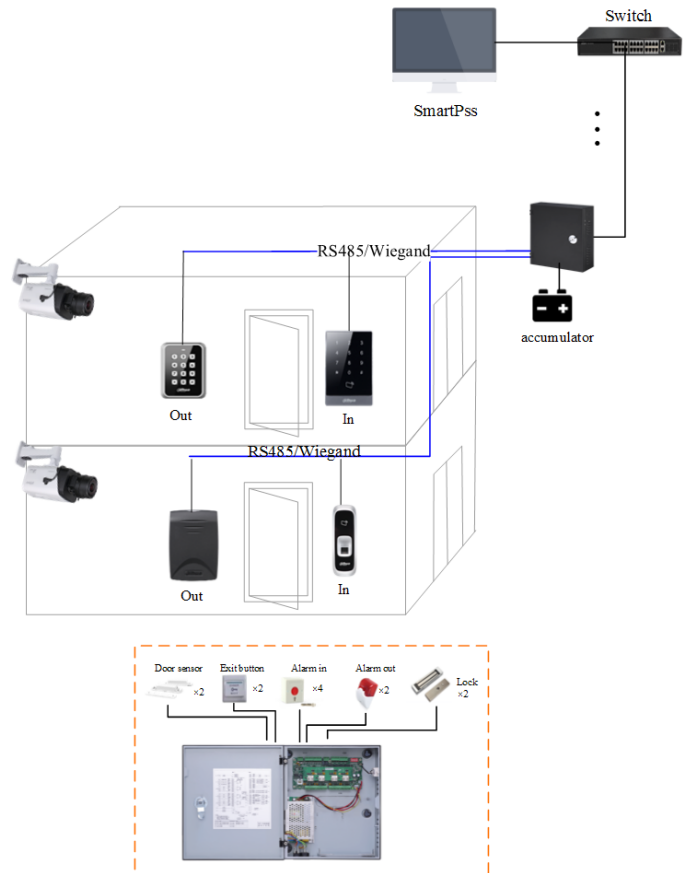 Switch
SmartPss
RS485/Wiegand
accumulator
Out
In
RS485/Wiegand
Out
In
Door sensor
×2
Exit button
×2
Alarm in
×4
Alarm out
×2
Lock
×2